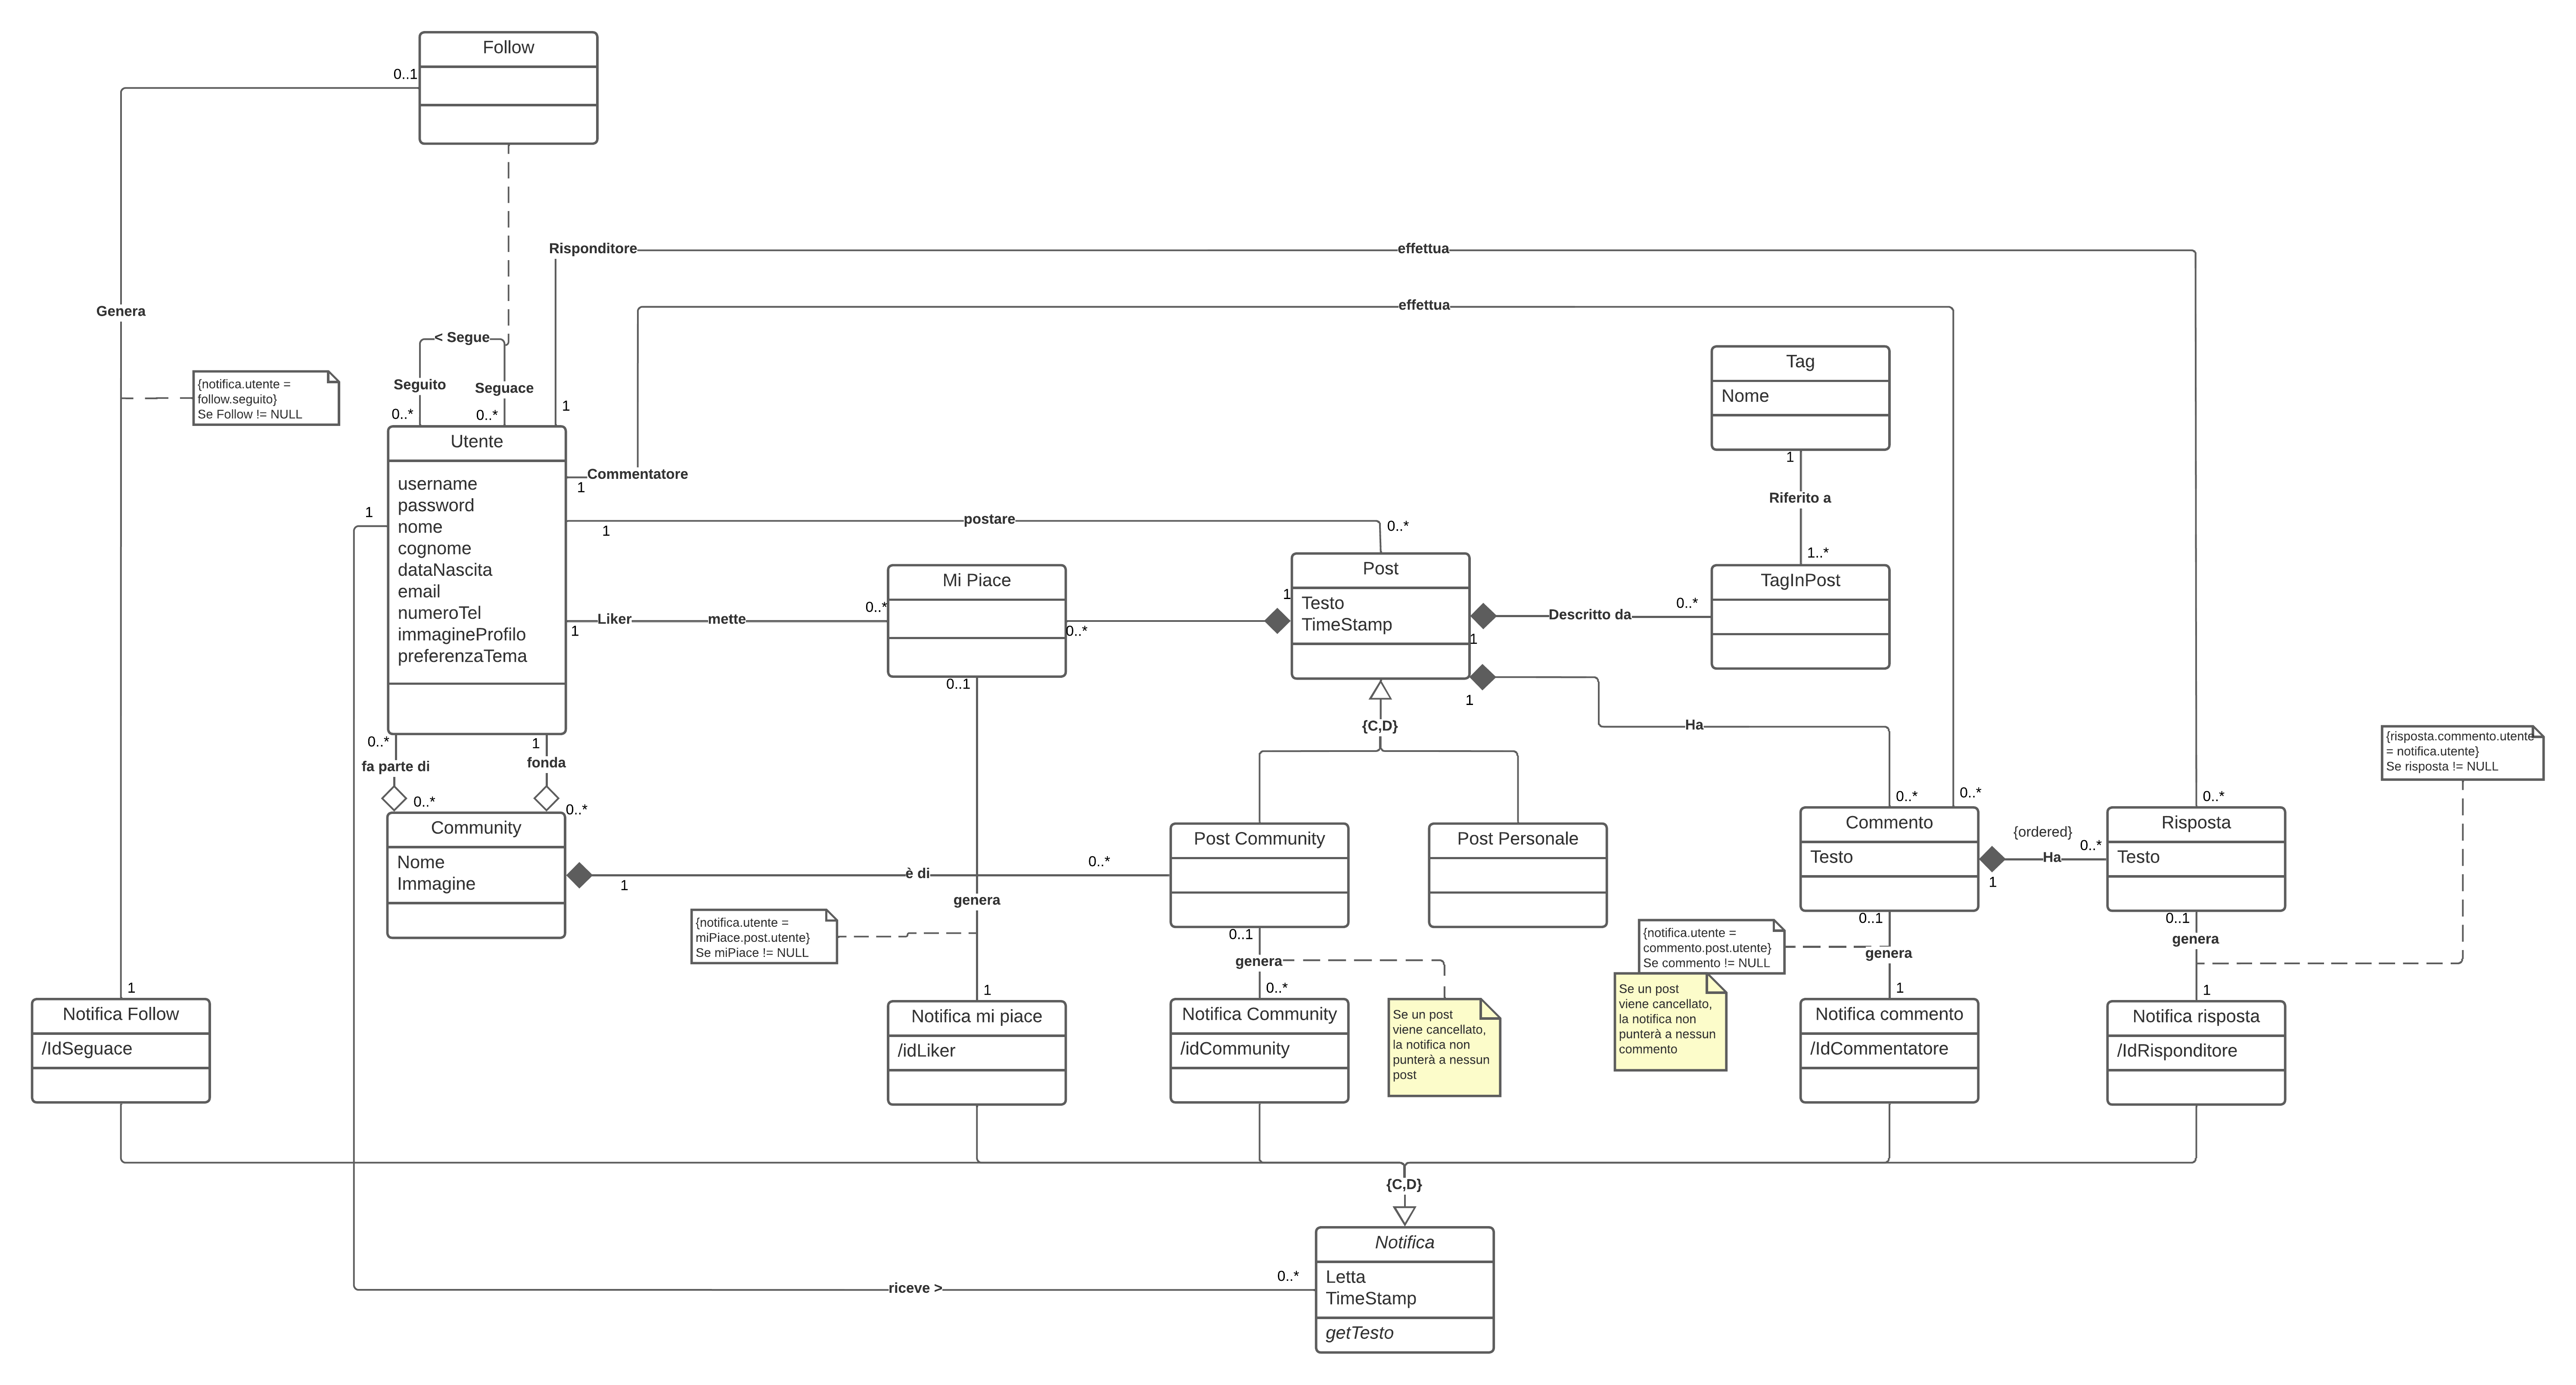 Follow
0..1
Risponditore
effettua
effettua
Genera
< Segue
Seguito
Seguace
0..*
0..*
1
{notifica.utente =
follow.seguito}
Se Follow != NULL
Tag
Nome
1
Riferito a
1..*
TagInPost
Utente
username
password
nome
cognome
dataNascita
email
numeroTel
immagineProfilo
preferenzaTema
1
Commentatore
1
1
postare
0..*
1
Liker
mette
0..*
Mi Piace
0..*
1
Post
Testo
TimeStamp
1
Descritto da
0..*
1
Ha
0..1
{C,D}
0..*
1
fa parte di
fonda
0..*
0..*
Community
Nome
Immagine
1
è di
0..*
Post Community
Post Personale
0..*
0..*
Commento
Testo
{ordered}
0..*
Ha
1
0..*
Risposta
Testo
{risposta.commento.utente
= notifica.utente}
Se risposta != NULL
genera
{notifica.utente =
miPiace.post.utente}
Se miPiace != NULL
0..1
genera
0..*
{notifica.utente =
commento.post.utente}
Se commento != NULL
0..1
genera
1
0..1
genera
1
Se un post
viene cancellato,
la notifica non
punterà a nessun
post
Se un post
viene cancellato,
la notifica non
punterà a nessun
commento
1
Notifica Follow
/IdSeguace
1
Notifica mi piace
/idLiker
Notifica Community
/idCommunity
Notifica commento
/IdCommentatore
Notifica risposta
/IdRisponditore
{C,D}
Notifica
Letta
TimeStamp
getTesto
riceve >
0..*